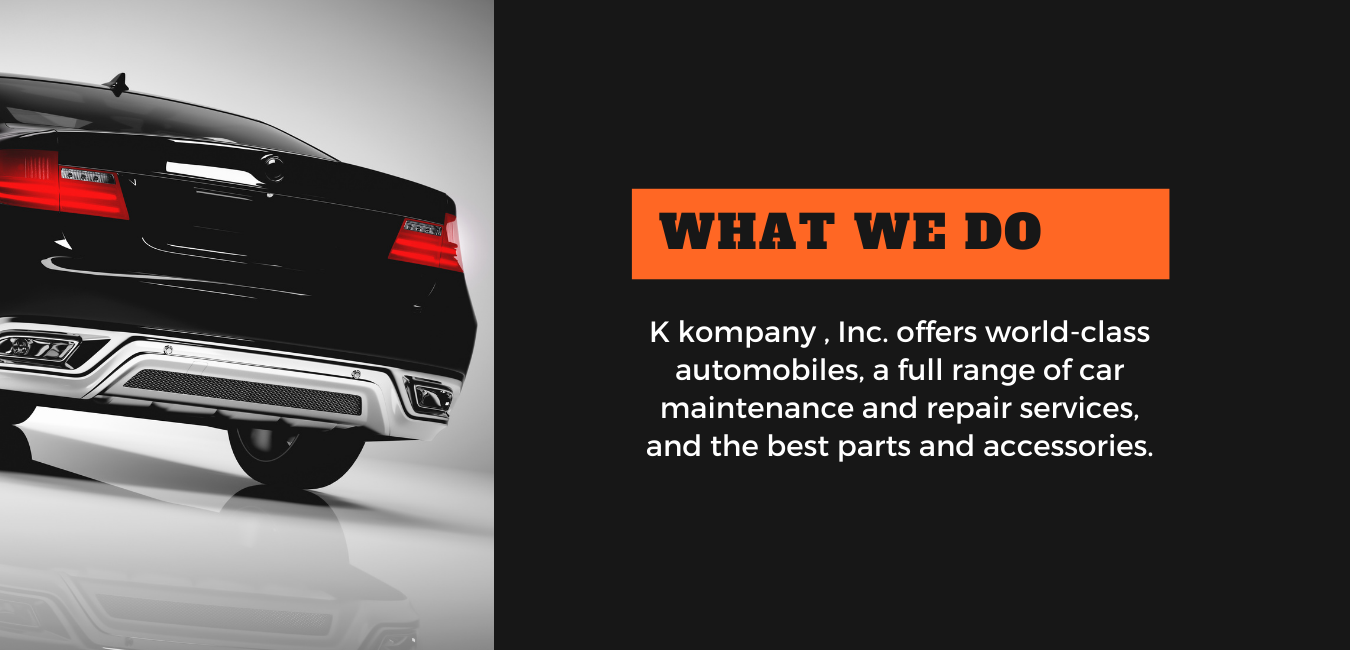 WHAT WE DO
K kompany , Inc. offers world-class
automobiles, a full range of car
maintenance and repair services,
and the best parts and accessories.